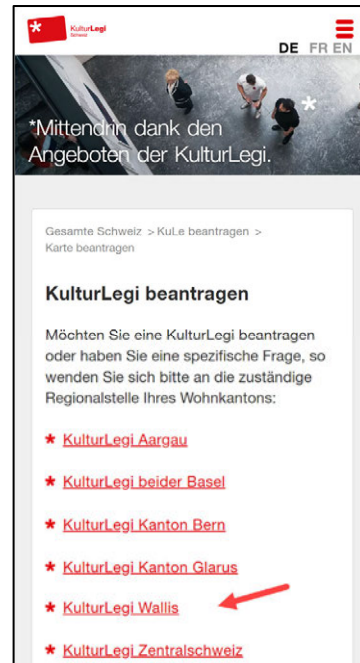 KulturLegi
Schweiz
DE FR EN
*Mittendrin dank den
Angeboten der KulturLegi.
Gesamte Schweiz > KuLe beantragen >
Karte beantragen
KulturLegi beantragen
Möchten Sie eine KulturLegi beantragen
oder haben Sie eine spezifische Frage, so
wenden Sie sich bitte an die zuständige
Regionalstelle Ihres Wohnkantons:
* KulturLegi Aargau
* KulturLegi beider Basel
* KulturLegi Kanton Bern
* KulturLegi Kanton Glarus
* KulturLegi Wallis
* KulturLegi Zentralschweiz